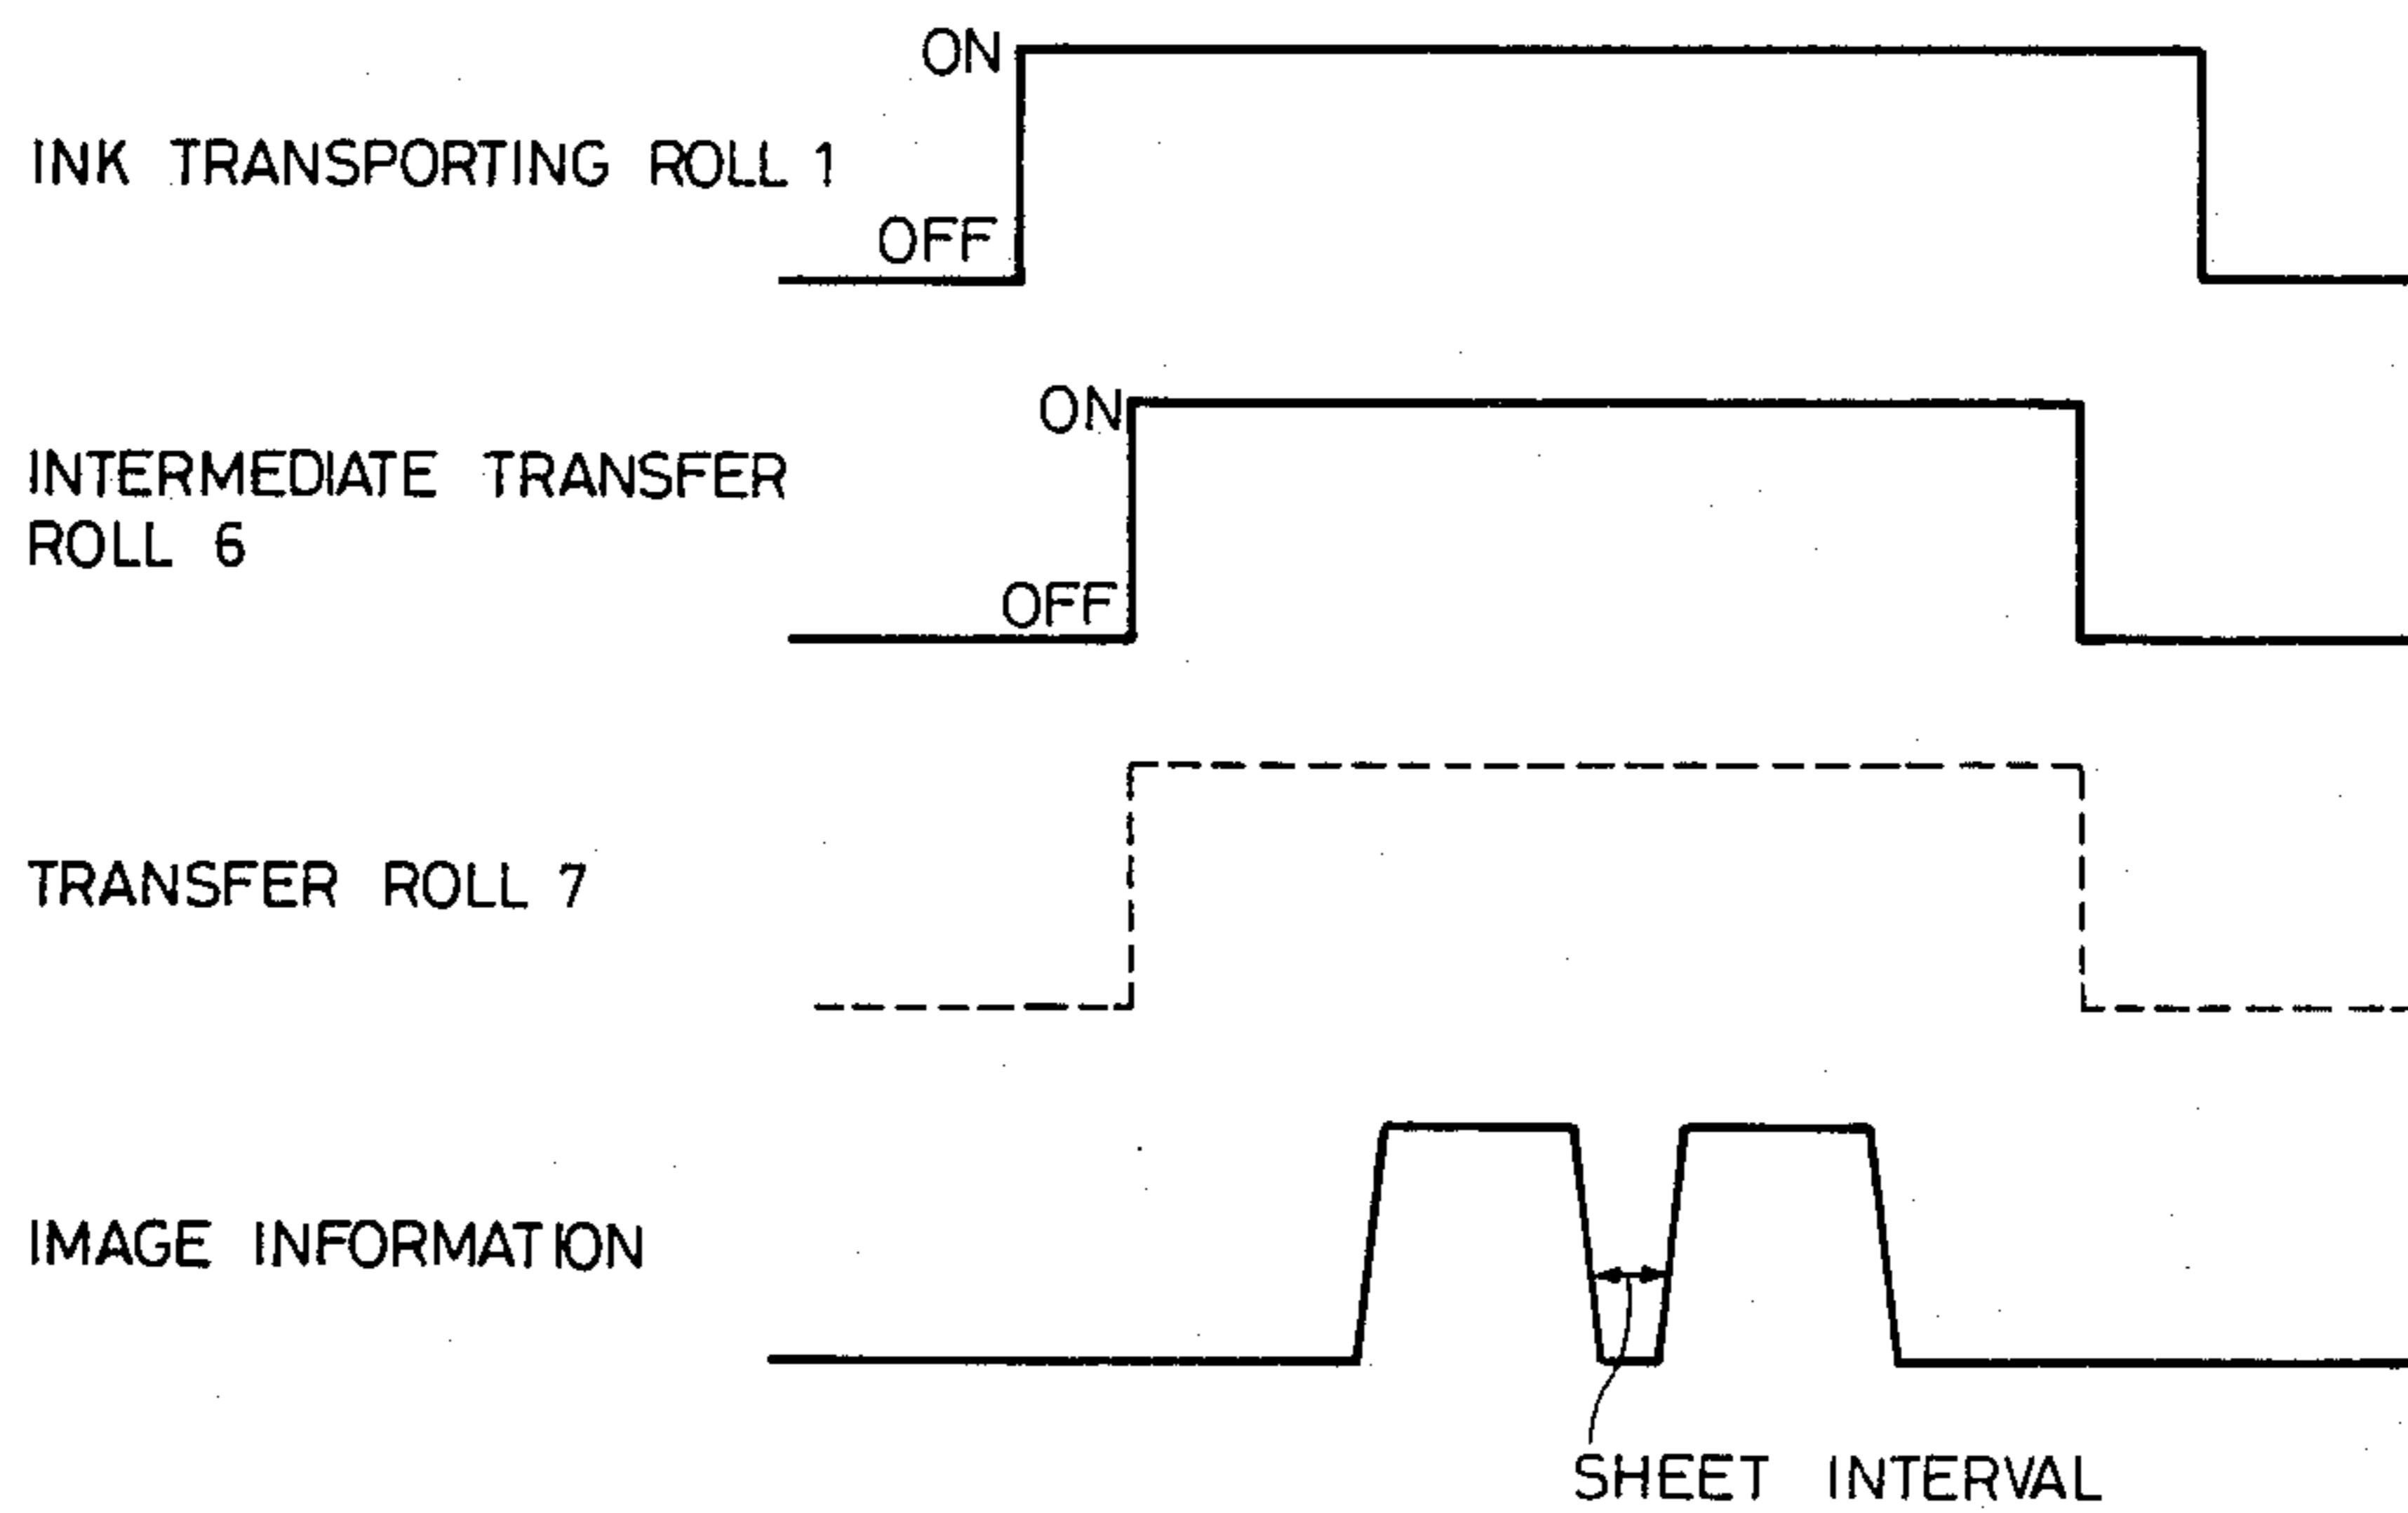 ON
INK TRANSPORTING ROLL 1
OFF
ON
INTERMEDIATE TRANSFER
ROLL 6
OFF
TRANSFER ROLL 7
IMAGE INFORMATION
SHEET INTERVAL